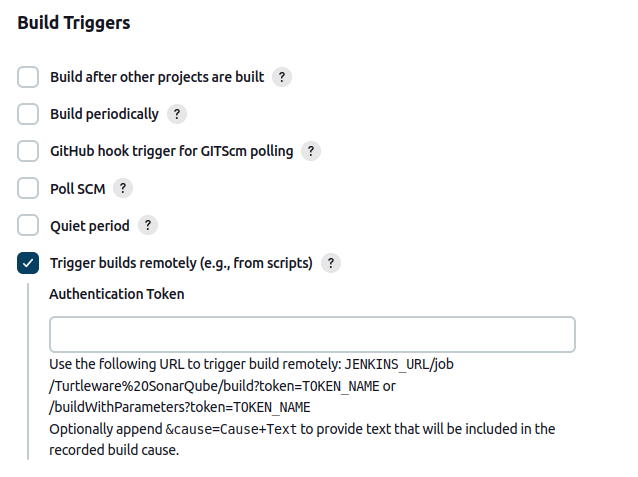 Build Triggers
Build after other projects are built ?
Build periodically ?
GitHub hook trigger for GITScm polling ?
Poll SCM ?
Quiet period ?
Trigger builds remotely (e.g., from scripts) ?
Authentication Token
Use the following URL to trigger build remotely: JENKINS_URL/job
/Turtleware%20SonarQube/build?token=TOKEN_NAME or
/buildWithParameters?token=TOKEN_NAME
Optionally append &cause=Cause+Text to provide text that will be included in the
recorded build cause.